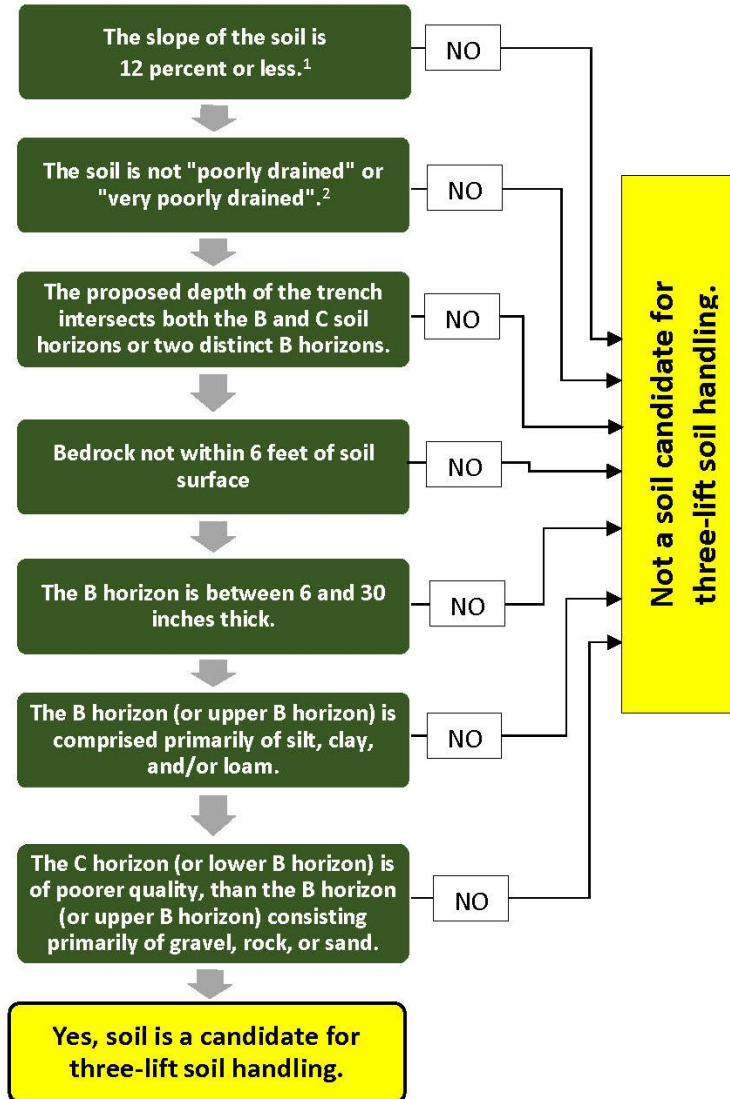 The slope of the soil is
12 percent or less.¹
NO
The soil is not "poorly drained" or
"very poorly drained".²
NO
The proposed depth of the trench
intersects both the B and C soil
horizons or two distinct B horizons.
NO
Bedrock not within 6 feet of soil
surface
NO
The B horizon is between 6 and 30
inches thick.
NO
The B horizon (or upper B horizon) is
comprised primarily of silt, clay,
and/or loam.
NO
The C horizon (or lower B horizon) is
of poorer quality, than the B horizon
(or upper B horizon) consisting
primarily of gravel, rock, or sand.
NO
Yes, soil is a candidate for
three-lift soil handling.
Not a soil candidate for
three-lift soil handling.